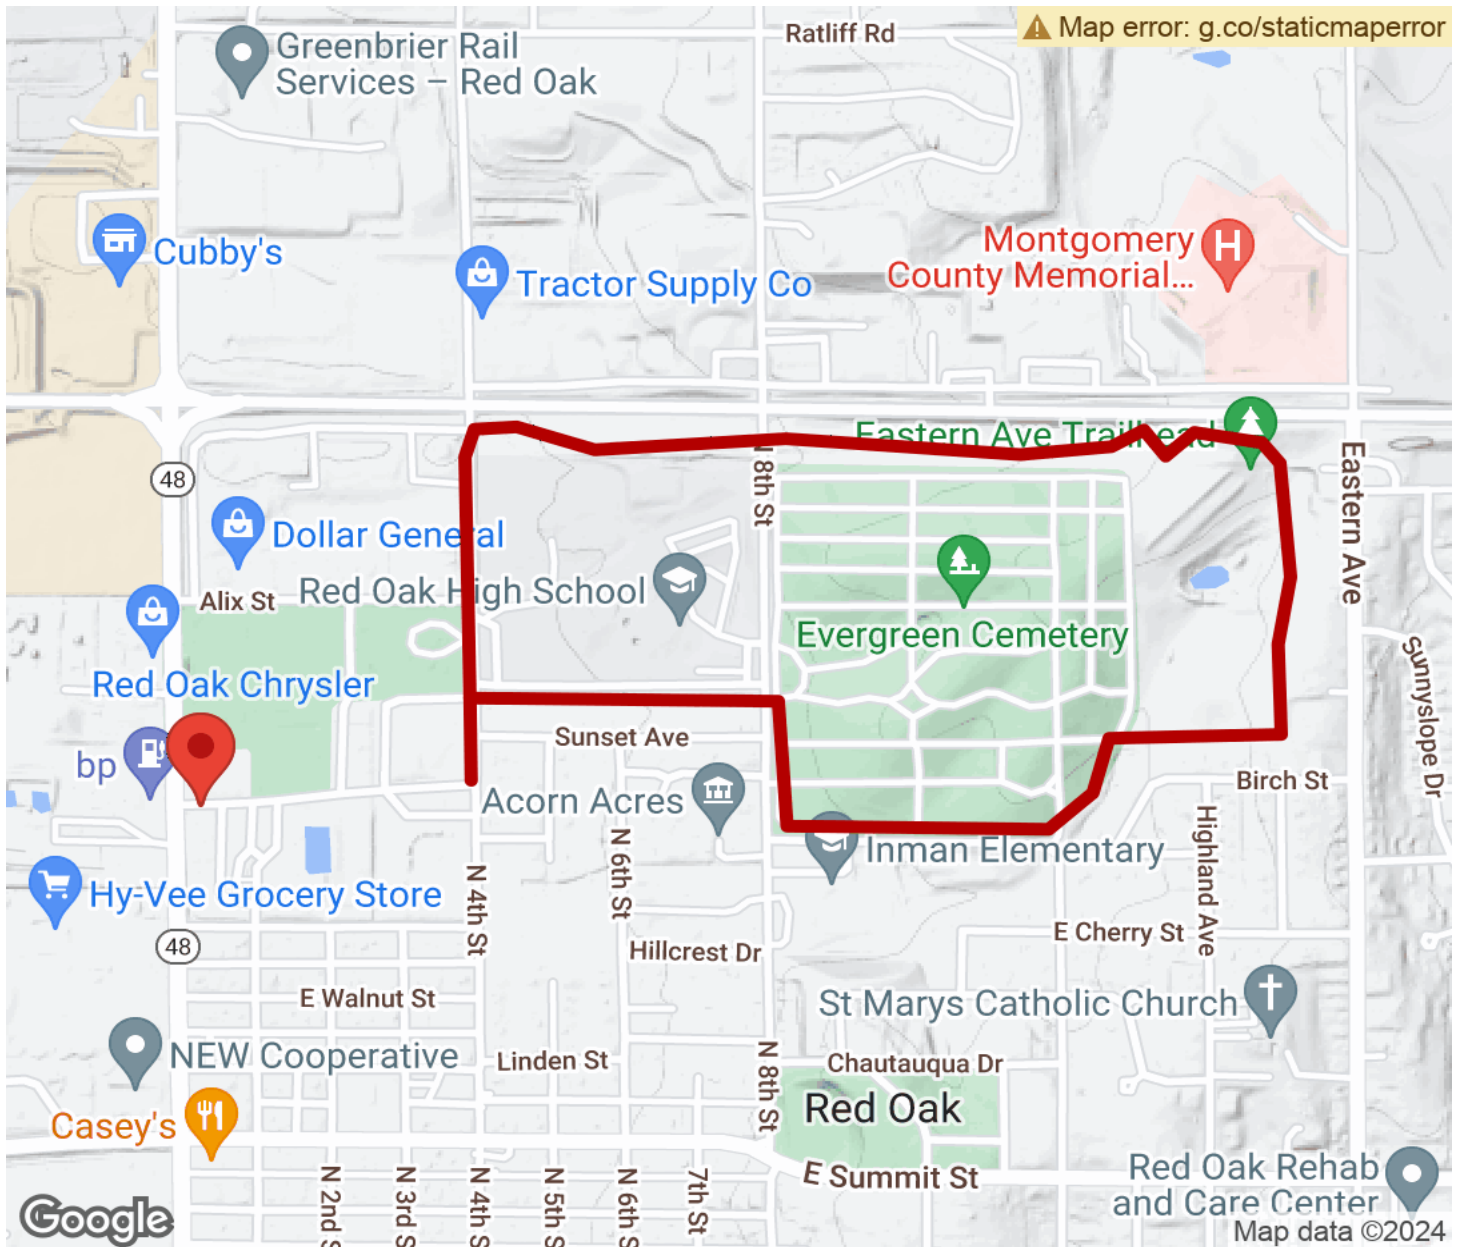 Ratliff Rd
Map error: g.co/staticmaperror
Greenbrier Rail
Services – Red Oak
Cubby's
Tractor Supply Co
Montgomery
County Memorial...
H
Eastern Ave Trailhead
48
N 8th St
Eastern Ave
Dollar General
Red Oak High School
Alix St
Evergreen Cemetery
Red Oak Chrysler
Sunnyslope Dr
bp
Sunset Ave
Acorn Acres
Birch St
Inman Elementary
Highland Ave
N 6th St
Hy-Vee Grocery Store
N 4th St
48
Hillcrest Dr
E Cherry St
E Walnut St
St Marys Catholic Church
NEW Cooperative
Linden St
N 8th St
Chautauqua Dr
Red Oak
Casey's
E Summit St
Red Oak Rehab
and Care Center
N 2nd S
N 3rd S
N 4th St
N 5th St
N 6th St
7th St
Google
Map data ©2024